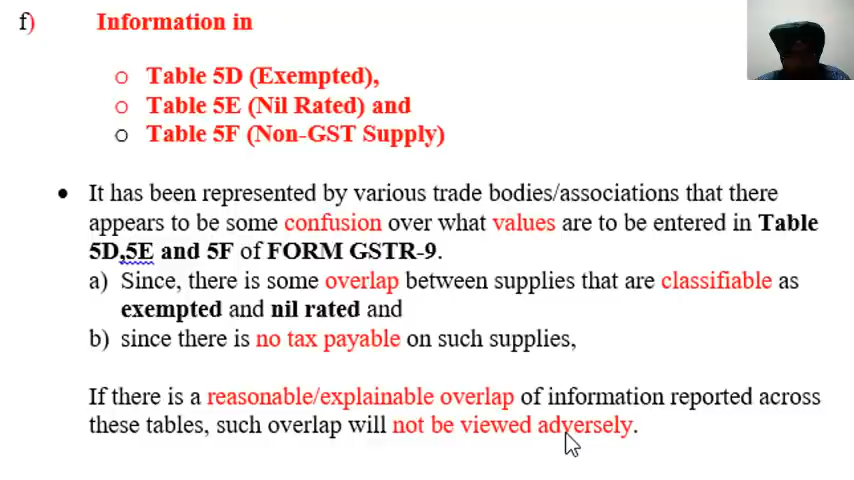 f) Information in
o Table 5D (Exempted),
o Table 5E (Nil Rated) and
o Table 5F (Non-GST Supply)
• It has been represented by various trade bodies/associations that there
appears to be some confusion over what values are to be entered in Table
5D,5E and 5F of FORM GSTR-9.
a) Since, there is some overlap between supplies that are classifiable as
exempted and nil rated and
b) since there is no tax payable on such supplies,
If there is a reasonable/explainable overlap of information reported across
these tables, such overlap will not be viewed adversely.